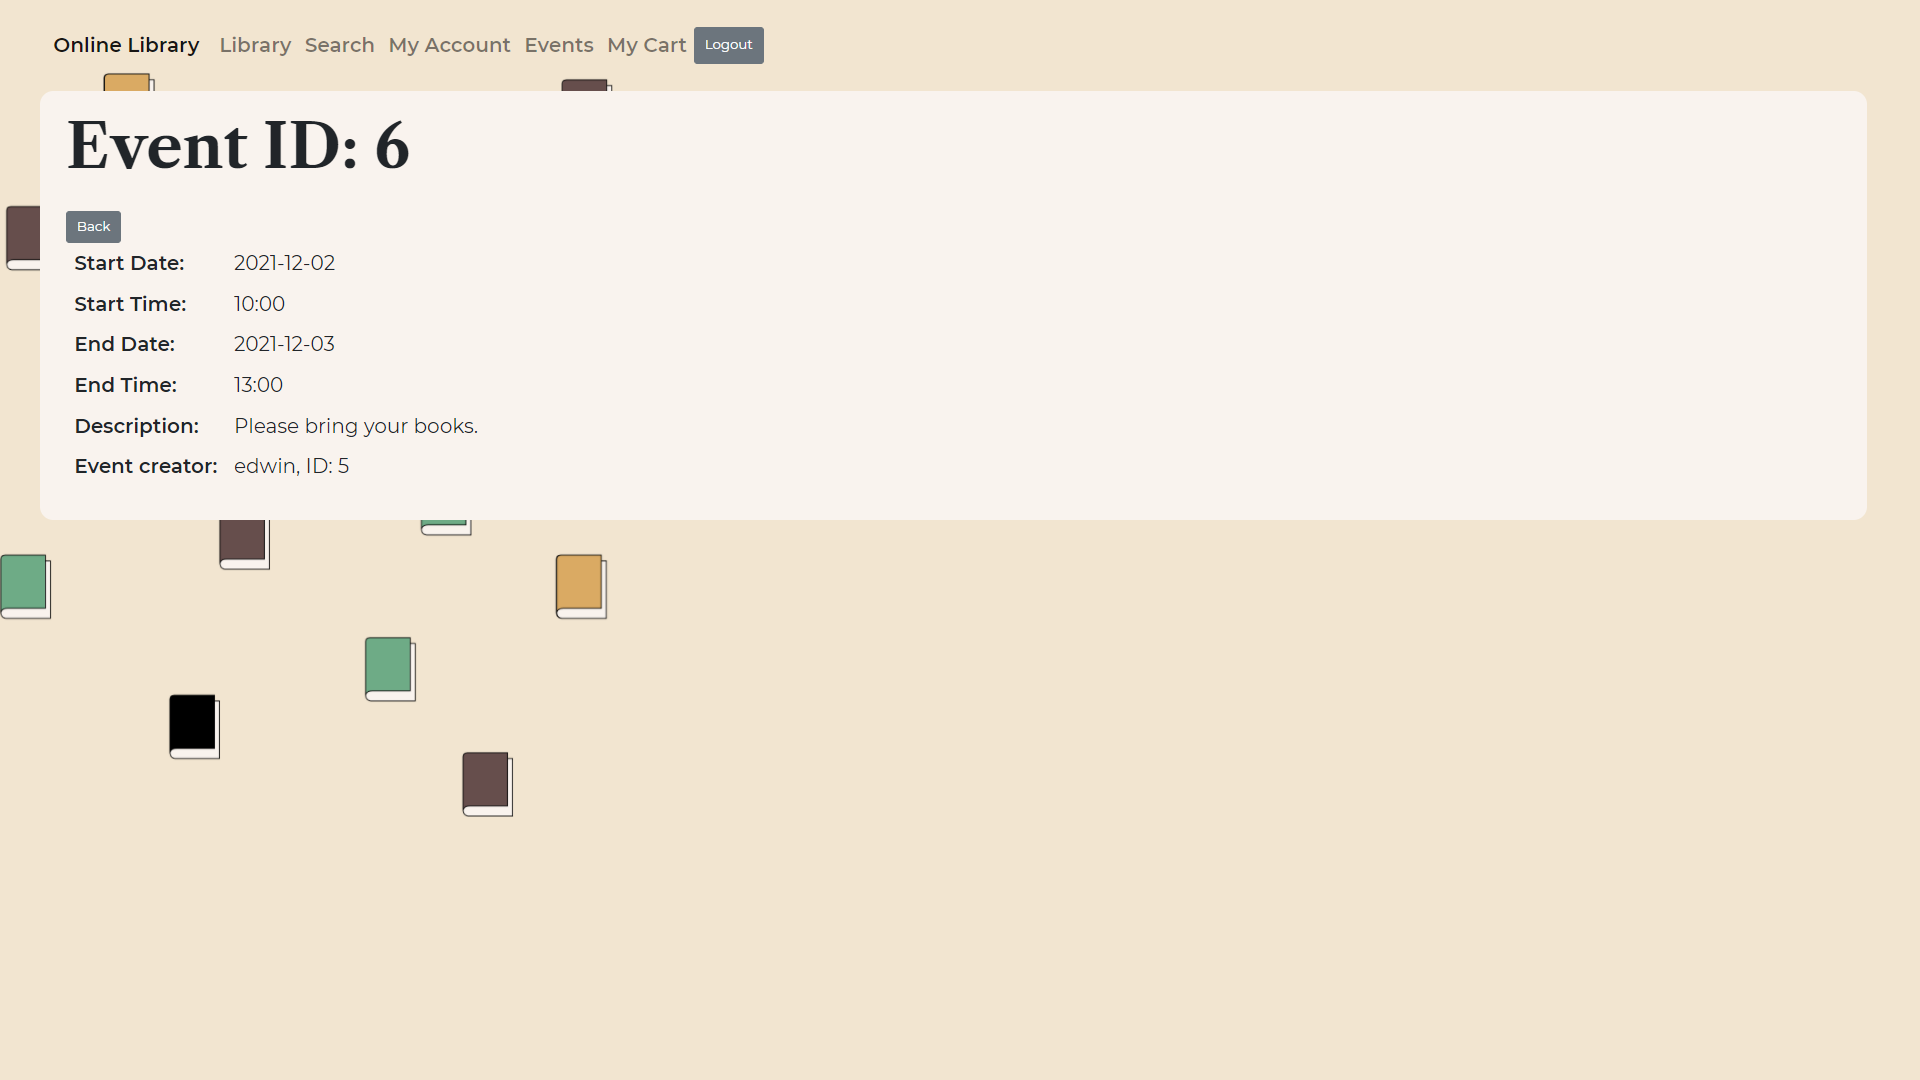 Online Library Library Search My Account Events My Cart Logout
Event ID: 6
Back
Start Date: 2021-12-02
Start Time: 10:00
End Date: 2021-12-03
End Time: 13:00
Description: Please bring your books.
Event creator: edwin, ID: 5